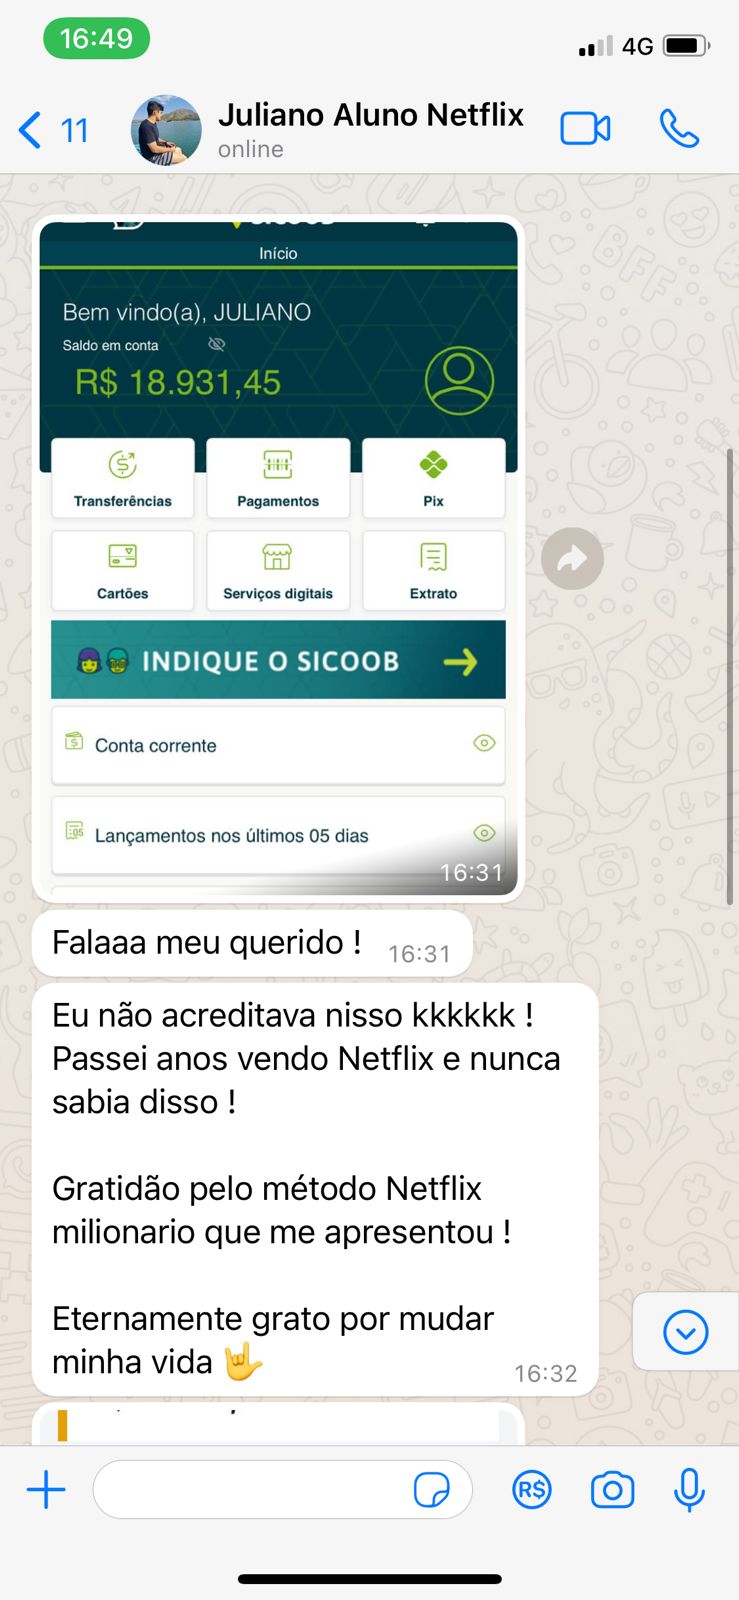 16:49
4G
11
Juliano Aluno Netflix
online
Início
Bem vindo(a), JULIANO
Saldo em conta
R$ 18.931,45
Transferências
Pagamentos
Pix
Cartões
Serviços digitais
Extrato
INDIQUE O SICOOB
Conta corrente
05
Lançamentos nos últimos 05 dias
16:31
Falaaa meu querido !
16:31
Eu não acreditava nisso kkkkkk !
Passei anos vendo Netflix e nunca
sabia disso !
Gratidão pelo método Netflix
milionario que me apresentou !
Eternamente grato por mudar
minha vida 🤟
16:32
R$